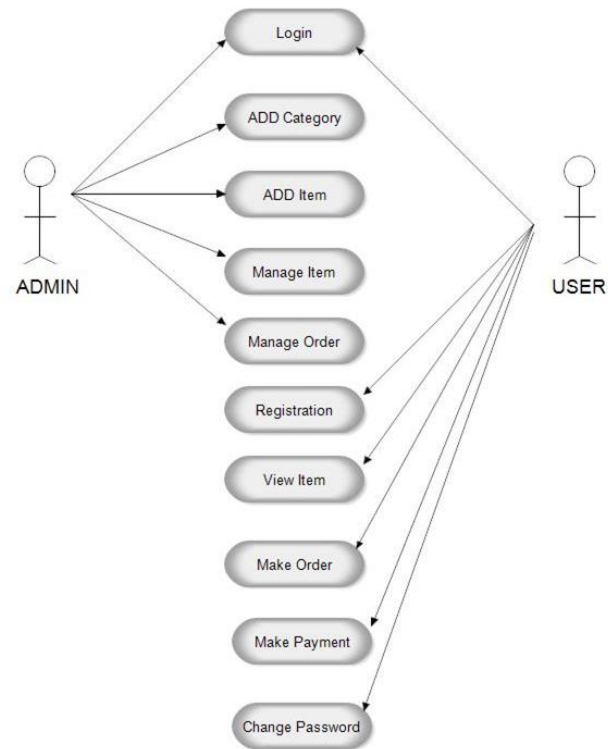 Login
ADD Category
ADD Item
ADMIN
USER
Manage Item
Manage Order
Registration
View Item
Make Order
Make Payment
Change Password